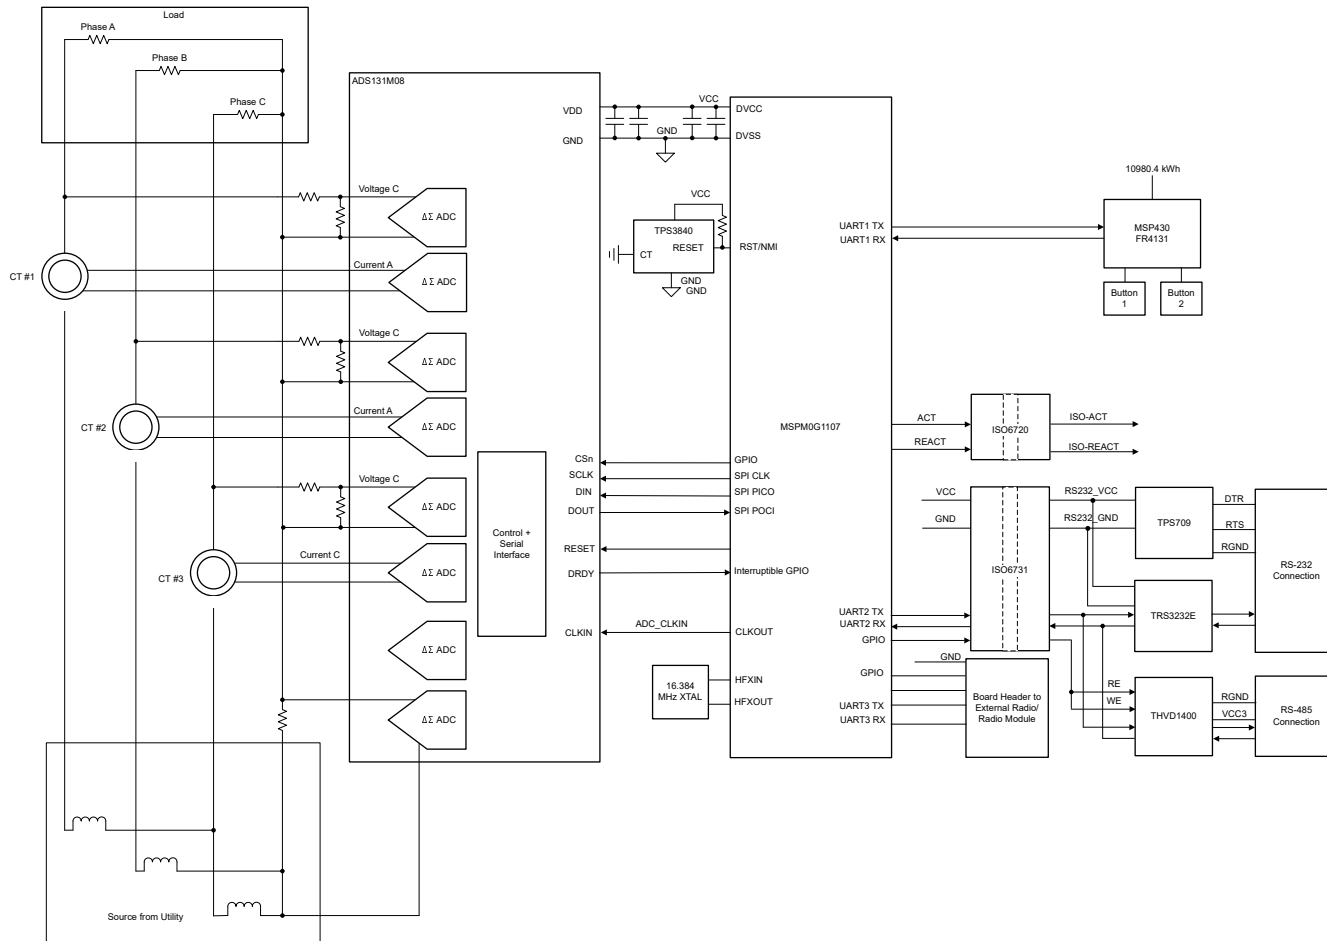 Load
Phase A
Phase B
Phase C
ADS131M08
VDD
GND
VCC
GND
DVCC
DVSS
Voltage C
ΔΣ ADC
Current A
ΔΣ ADC
CT #1
Voltage C
ΔΣ ADC
Current A
ΔΣ ADC
CT #2
Voltage C
ΔΣ ADC
Current C
ΔΣ ADC
CT #3
ΔΣ ADC
ΔΣ ADC
Control +
Serial
Interface
CSn
SCLK
DIN
DOUT
RESET
DRDY
CLKIN
ADC_CLKIN
VCC
TPS3840
RESET
CT
GND
GND
RST/NMI
MSPM0G1107
GPIO
SPI CLK
SPI PICO
SPI POCI
Interruptible GPIO
CLKOUT
HFXIN
HFXOUT
16.384
MHz XTAL
UART1 TX
UART1 RX
10980.4 kWh
MSP430
FR4131
Button
1
Button
2
ACT
REACT
ISO6720
ISO-ACT
ISO-REACT
VCC
GND
ISO6731
RS232_VCC
RS232_GND
TPS709
DTR
RTS
RGND
RS-232
Connection
TRS3232E
UART2 TX
UART2 RX
GPIO
GND
GPIO
UART3 TX
UART3 RX
Board Header to
External Radio/
Radio Module
RE
WE
THVD1400
RGND
VCC3
RS-485
Connection
Source from Utility